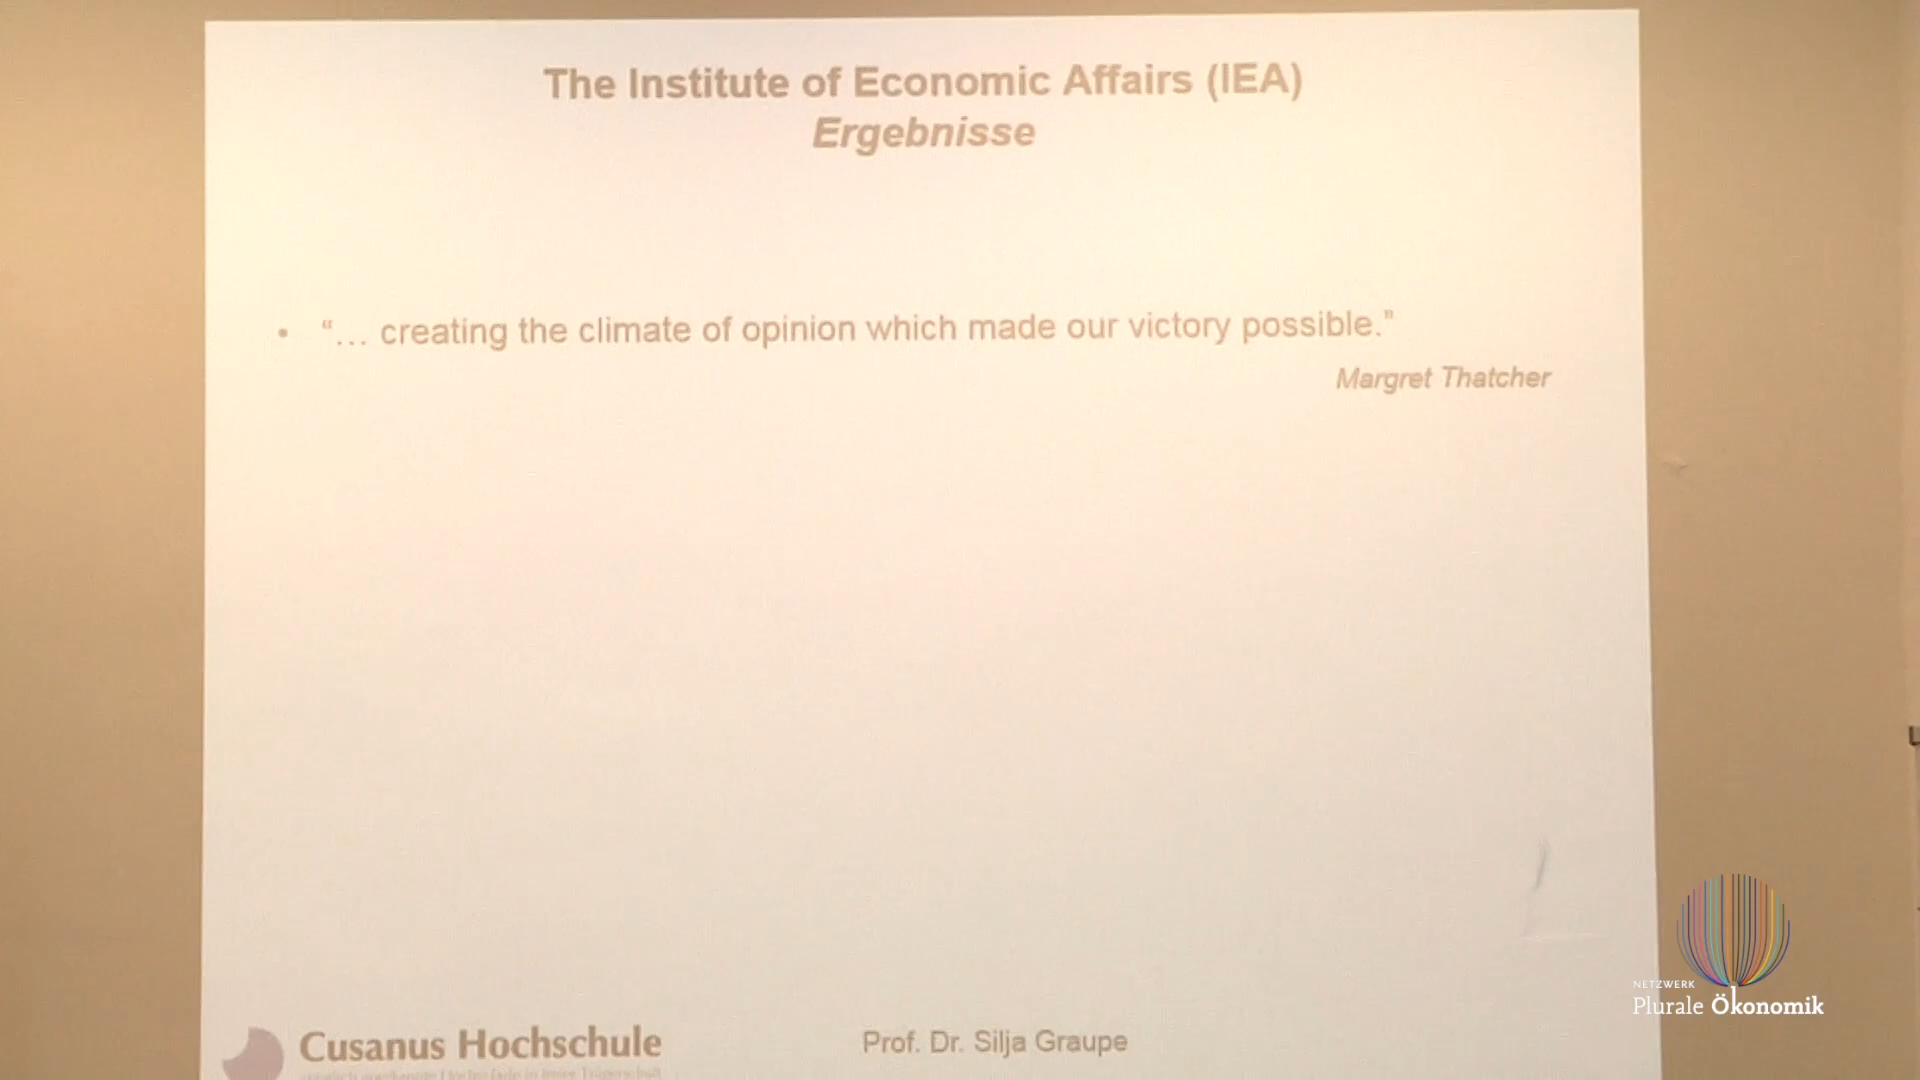 The Institute of Economic Affairs (IEA)
Ergebnisse
• “… creating the climate of opinion which made our victory possible.”
Margret Thatcher
Cusanus Hochschule
Prof. Dr. Silja Graupe
NETZWERK
Plurale Ökonomik